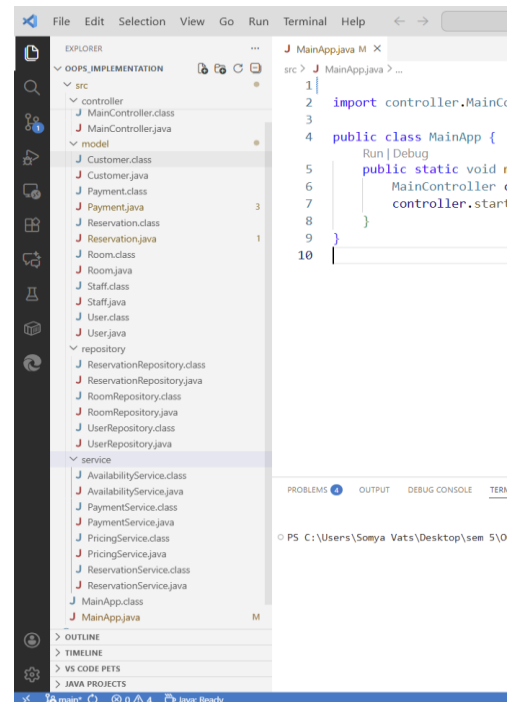 File Edit Selection View Go Run Terminal Help
EXPLORER
OOPS_IMPLEMENTATION
src
controller
MainController.class
MainController.java
model
Customer.class
Customer.java
Payment.class
Payment.java 3
Reservation.class
Reservation.java 1
Room.class
Room.java
Staff.class
Staff.java
User.class
User.java
repository
ReservationRepository.class
ReservationRepository.java
RoomRepository.class
RoomRepository.java
UserRepository.class
UserRepository.java
service
AvailabilityService.class
AvailabilityService.java
PaymentService.class
PaymentService.java
PricingService.class
PricingService.java
ReservationService.class
ReservationService.java
MainApp.class
MainApp.java M
OUTLINE
TIMELINE
VS CODE PETS
JAVA PROJECTS
MainApp.java M
src > MainApp.java > ...
1
2 import controller.MainCo
3
4 public class MainApp {
Run | Debug
5 public static void m
6 MainController c
7 controller.start
8 }
9 }
10
PROBLEMS 4 OUTPUT DEBUG CONSOLE TERM
PS C:\Users\Somya Vats\Desktop\sem 5\O
main* 0 4 Java: Ready